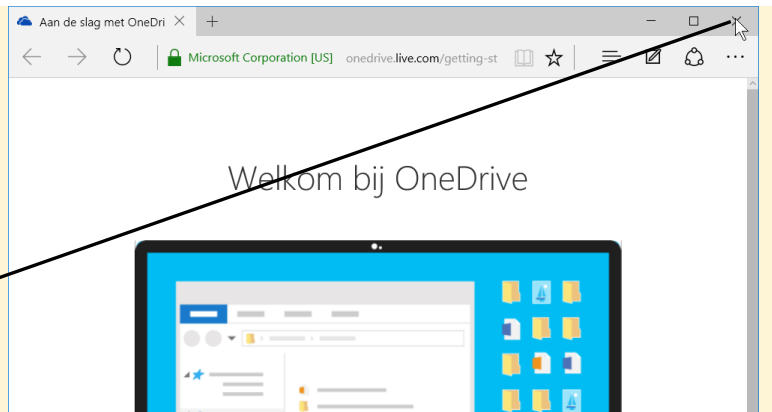 Aan de slag met OneDri
Microsoft Corporation [US] onedrive.live.com/getting-st
Welkom bij OneDrive